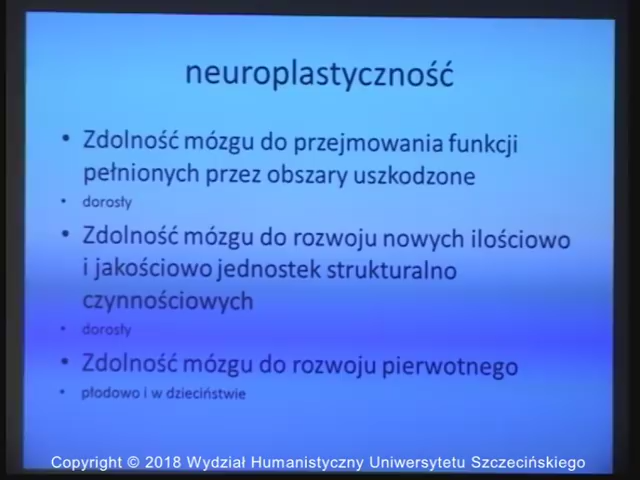 neuroplastyczność
• Zdolność mózgu do przejmowania funkcji
pełnionych przez obszary uszkodzone
• dorosły
• Zdolność mózgu do rozwoju nowych ilościowo
i jakościowo jednostek strukturalno
czynnościowych
• dorosły
• Zdolność mózgu do rozwoju pierwotnego
• płodowo i w dzieciństwie
Copyright © 2018 Wydział Humanistyczny Uniwersytetu Szczecińskiego